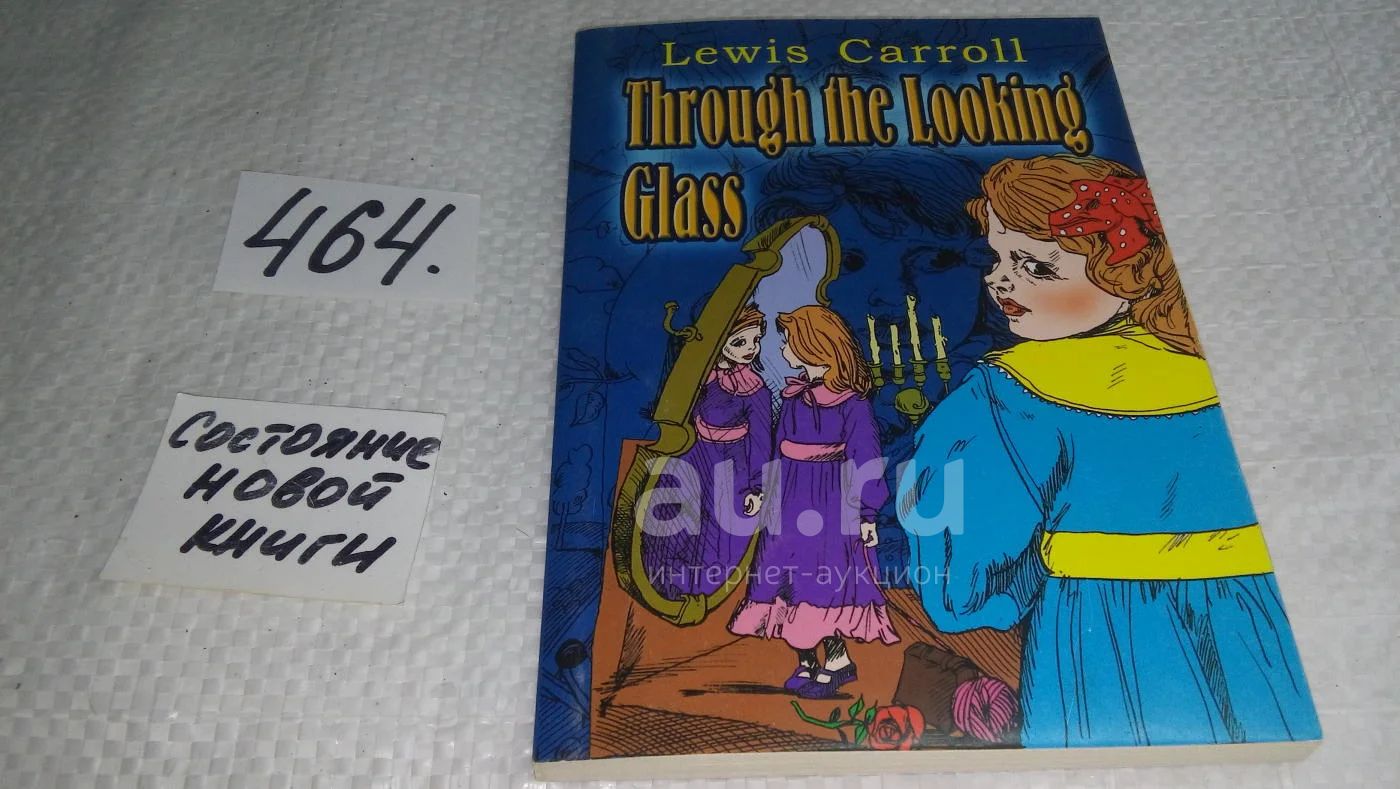 Lewis Carroll
Through the Looking
Glass
464.
Состояние
новой
книги
au.ru
интернет-аукцион